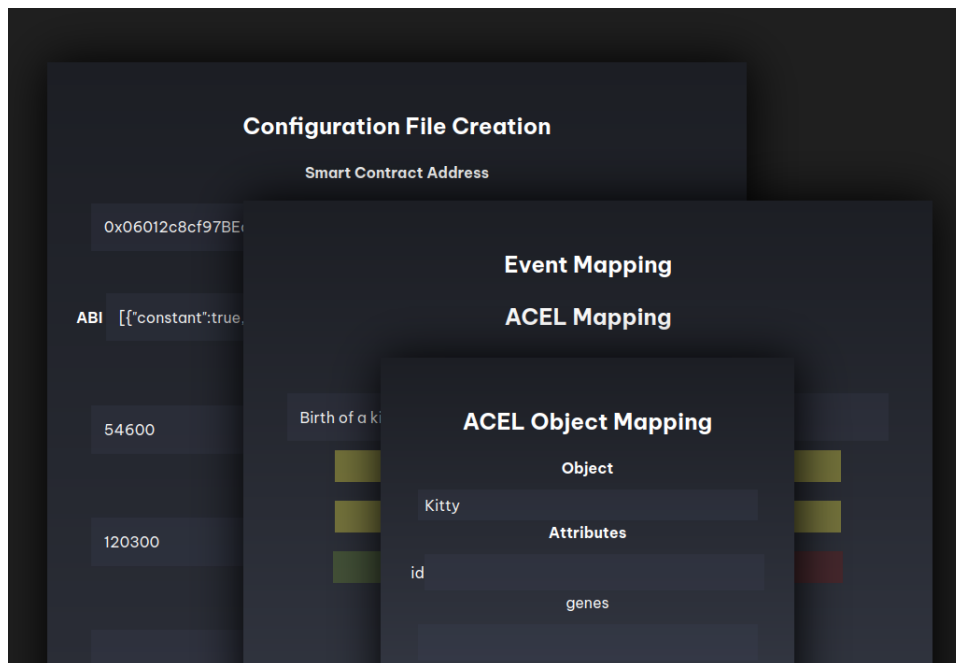 Configuration File Creation
Smart Contract Address
0x06012c8cf97BE
Event Mapping
ABI [{"constant":true,
ACEL Mapping
Birth of a ki
ACEL Object Mapping
54600
Object
Kitty
Attributes
120300
id
genes